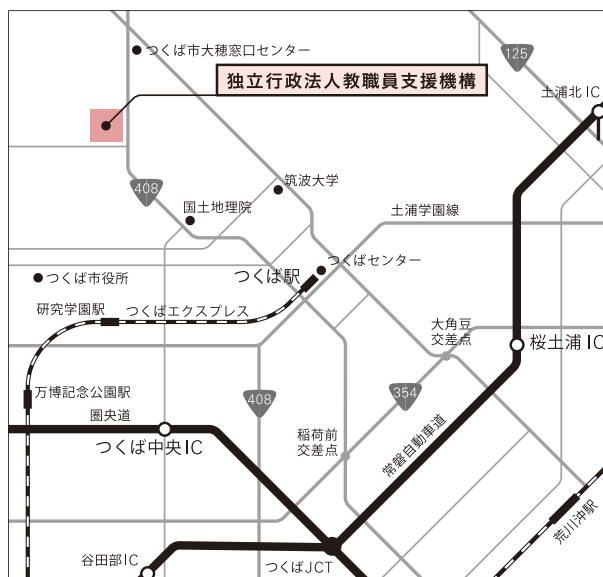 つくば市大穂窓口センター
125
独立行政法人教職員支援機構
土浦北IC
408
筑波大学
国土地理院
土浦学園線
つくばセンター
つくば駅
つくば市役所
研究学園駅
つくばエクスプレス
大角豆
交差点
桜土浦IC
万博記念公園駅
408
354
圏央道
稲荷前
交差点
つくば中央IC
常磐自動車道
荒川沖駅
谷田部IC
つくばJCT